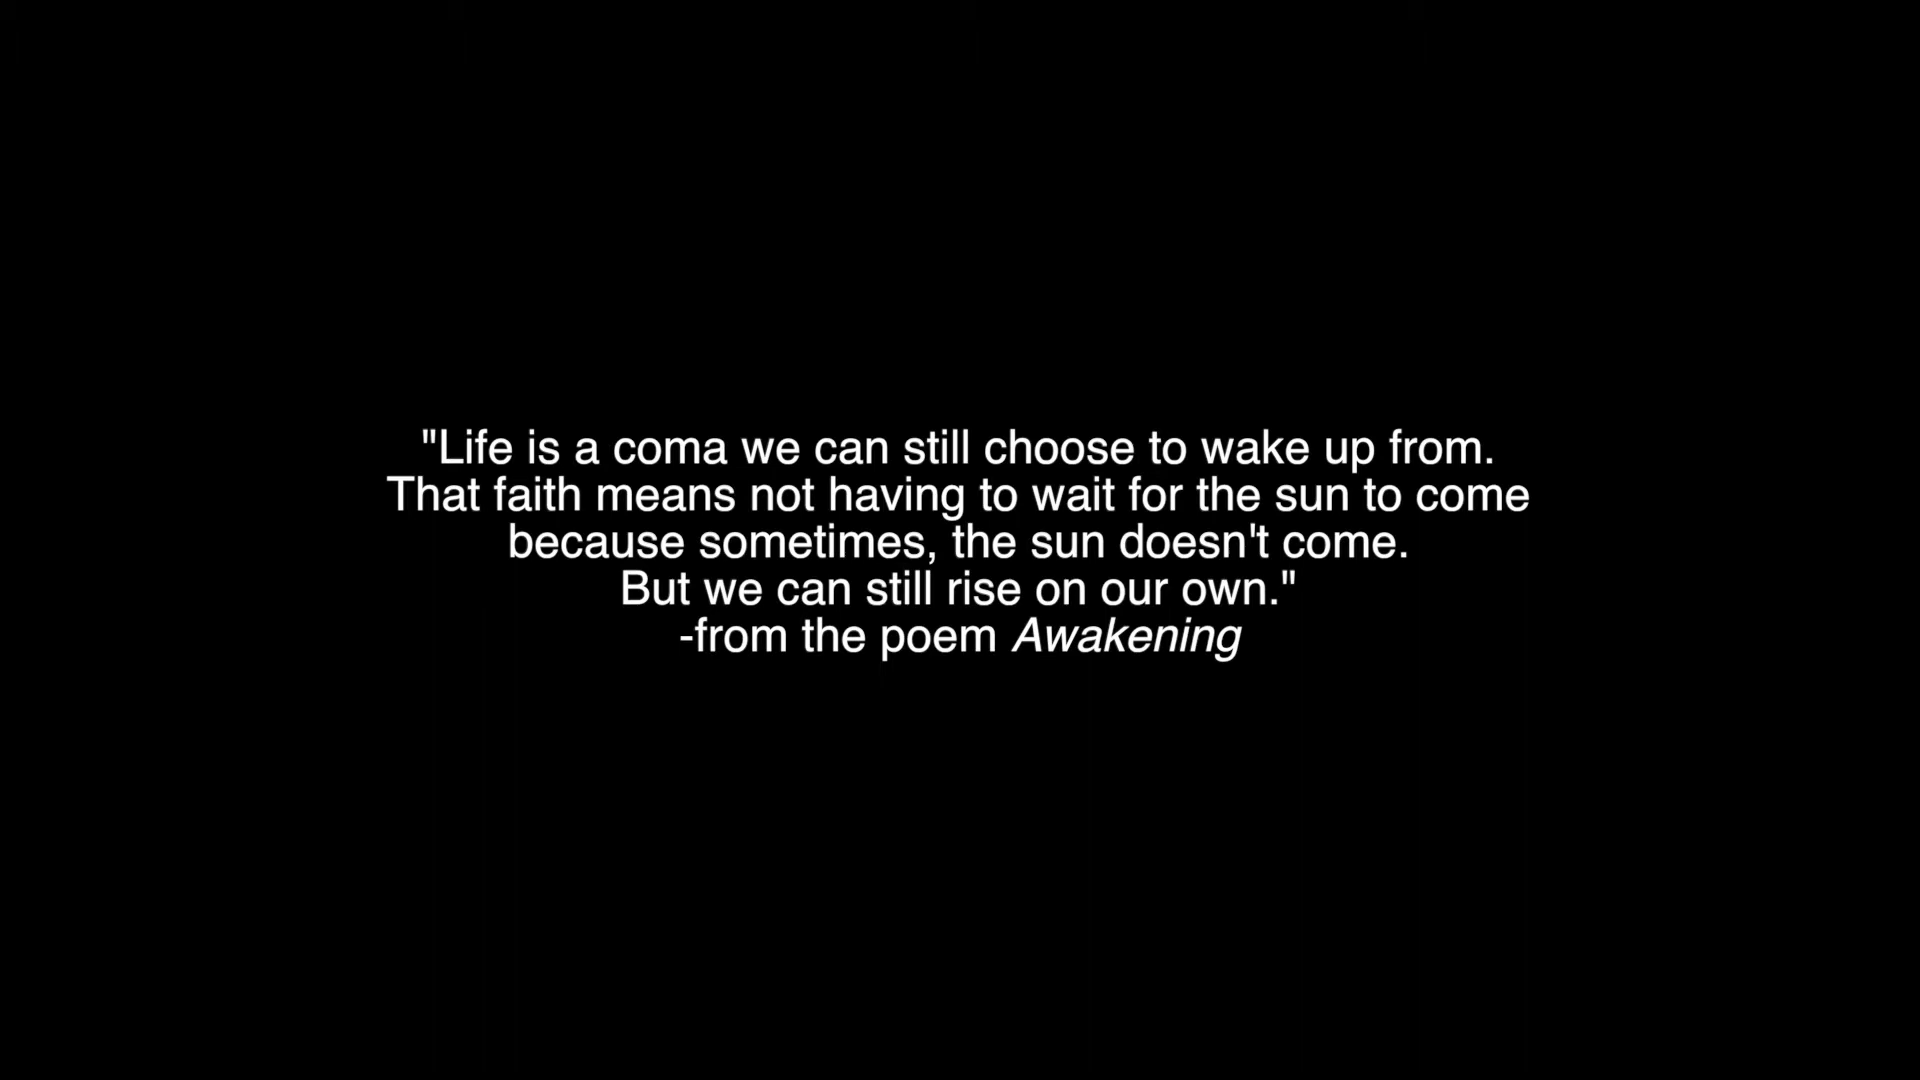 "Life is a coma we can still choose to wake up from.
That faith means not having to wait for the sun to come
because sometimes, the sun doesn't come.
But we can still rise on our own."
-from the poem Awakening